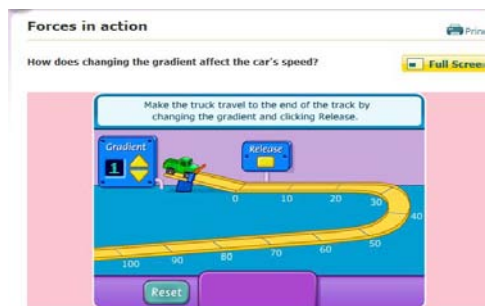 Forces in action
Print
How does changing the gradient affect the car's speed?
Full Screen
Make the truck travel to the end of the track by
changing the gradient and clicking Release.
Gradient
1
Release
0
10
20
30
40
50
60
70
80
90
100
Reset